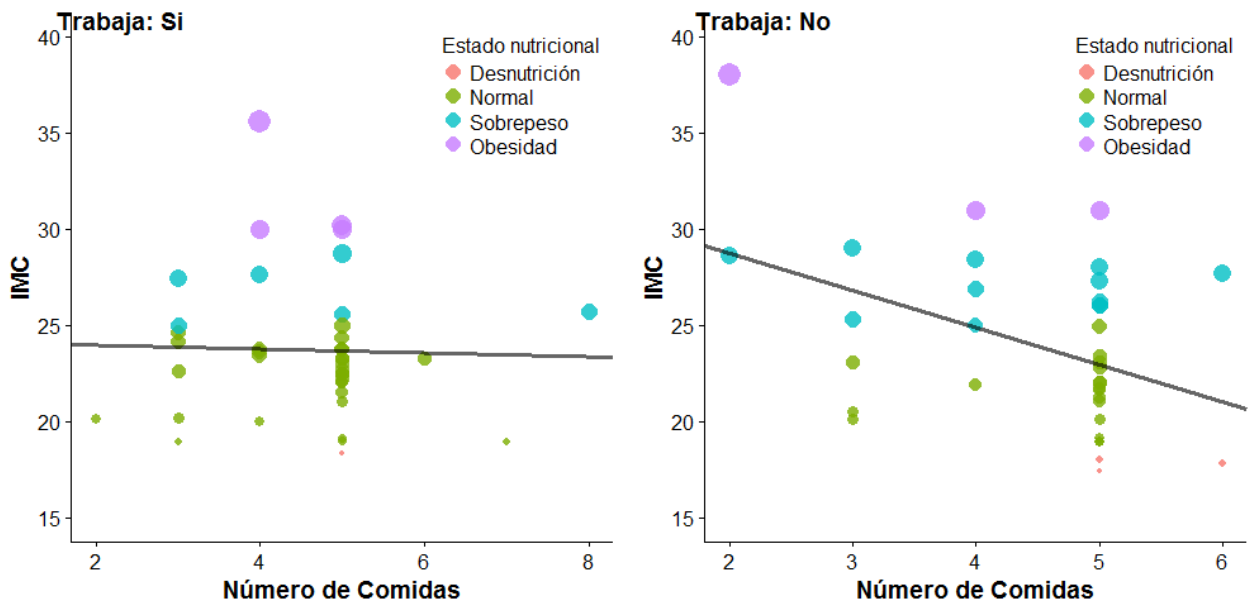 Trabaja: Si
Estado nutricional
Desnutrición
Normal
Sobrepeso
Obesidad
IMC
40
35
30
25
20
15
2
4
6
8
Número de Comidas
Trabaja: No
Estado nutricional
Desnutrición
Normal
Sobrepeso
Obesidad
IMC
40
35
30
25
20
15
2
3
4
5
6
Número de Comidas